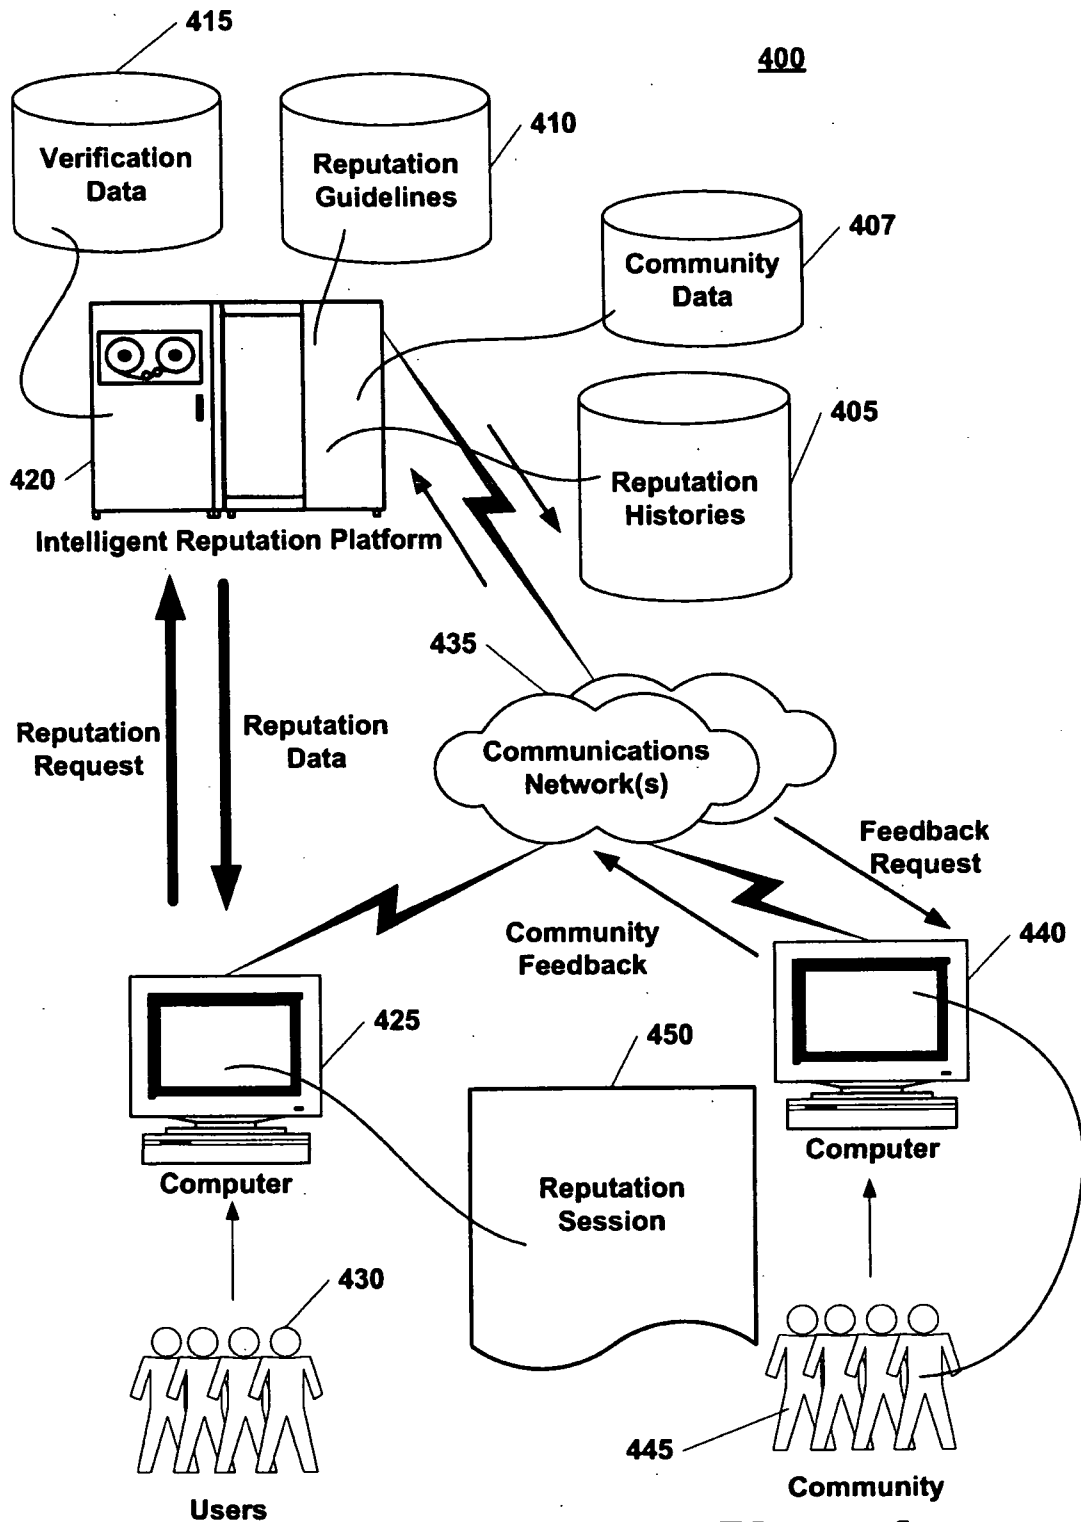 415
400
Verification
Data
Reputation
Guidelines
410
Community
Data
407
405
Reputation
Histories
420
Intelligent Reputation Platform
435
Reputation
Request
Reputation
Data
Communications
Network(s)
Feedback
Request
Community
Feedback
440
425
450
Computer
Computer
Reputation
Session
430
445
Community
Users